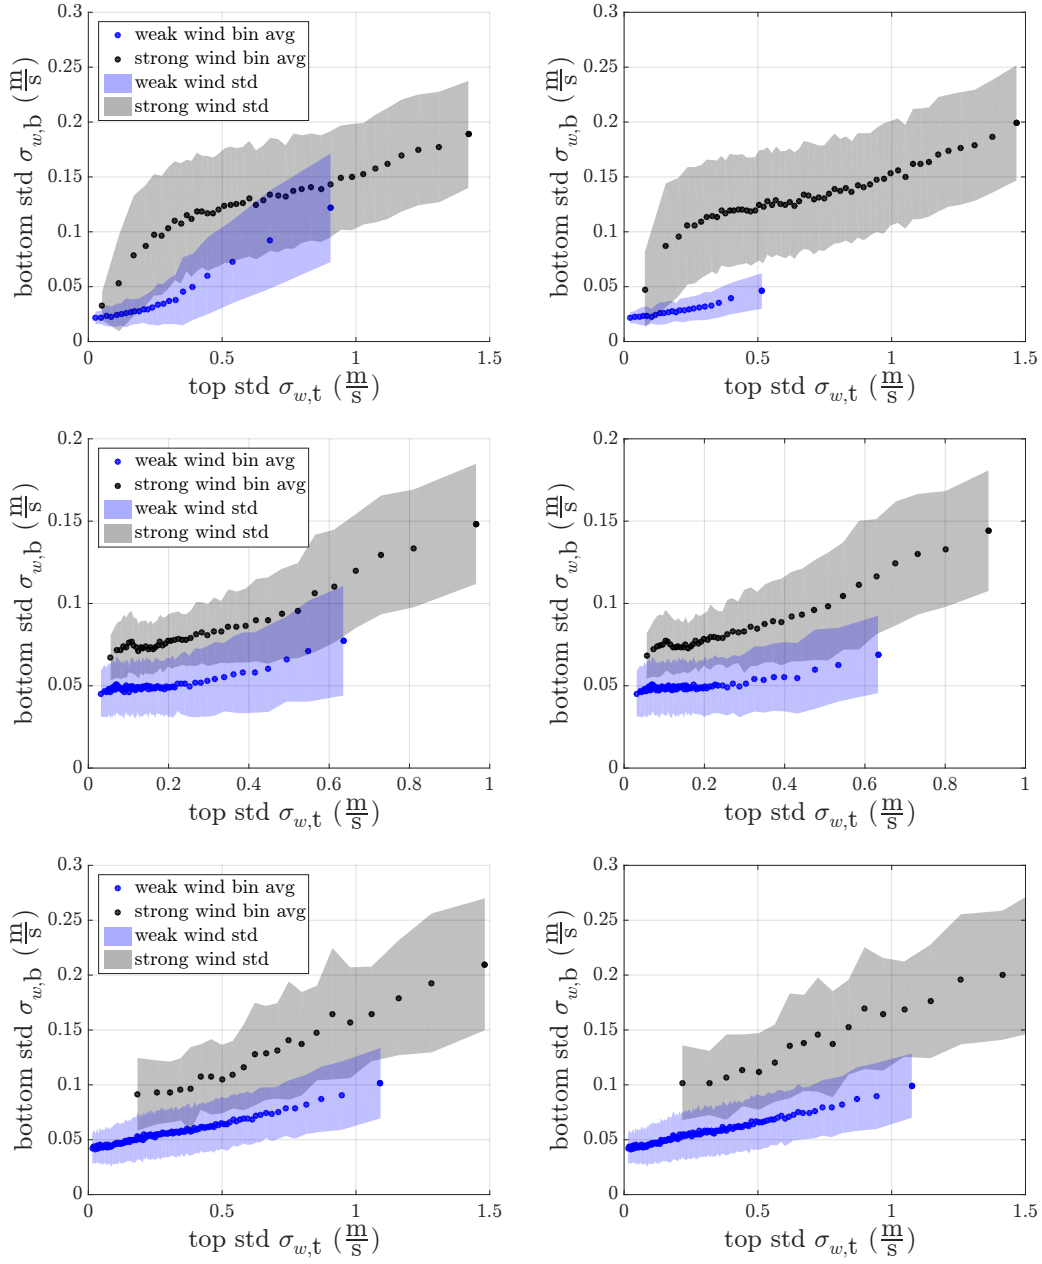 0.3
0.25
0.2
0.15
0.1
0.05
0
bottom std σw,b (m/s)
weak wind bin avg
strong wind bin avg
weak wind std
strong wind std
0 0.5 1 1.5
top std σw,t (m/s)
0.3
0.25
0.2
0.15
0.1
0.05
0
bottom std σw,b (m/s)
0 0.5 1 1.5
top std σw,t (m/s)
0.2
0.15
0.1
0.05
0
bottom std σw,b (m/s)
weak wind bin avg
strong wind bin avg
weak wind std
strong wind std
0 0.2 0.4 0.6 0.8 1
top std σw,t (m/s)
0.2
0.15
0.1
0.05
0
bottom std σw,b (m/s)
0 0.2 0.4 0.6 0.8 1
top std σw,t (m/s)
0.3
0.25
0.2
0.15
0.1
0.05
0
bottom std σw,b (m/s)
weak wind bin avg
strong wind bin avg
weak wind std
strong wind std
0 0.5 1 1.5
top std σw,t (m/s)
0.3
0.25
0.2
0.15
0.1
0.05
0
bottom std σw,b (m/s)
0 0.5 1 1.5
top std σw,t (m/s)